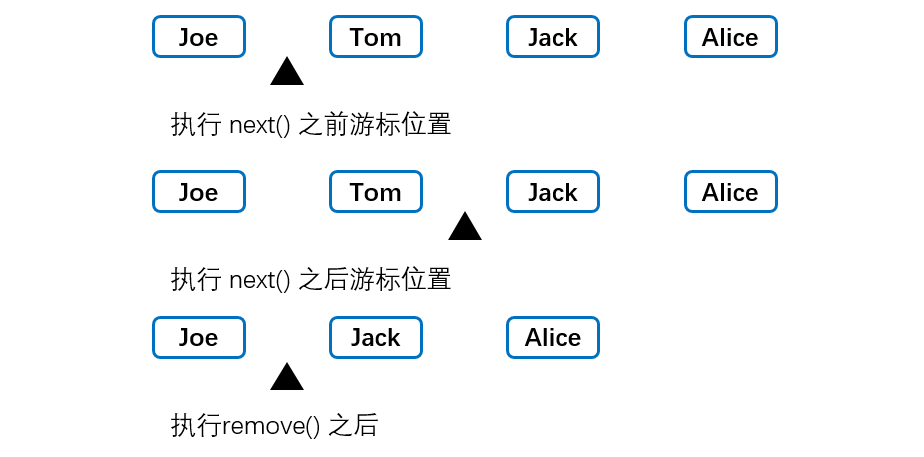 Joe Tom Jack Alice
执行 next() 之前游标位置
Joe Tom Jack Alice
执行 next() 之后游标位置
Joe Jack Alice
执行remove() 之后